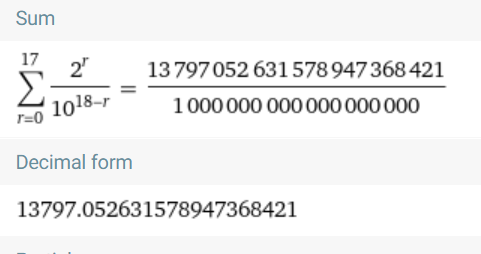 Sum
17
∑ 2^r / 10^(18−r) = 13 797 052 631 578 947 368 421 / 1 000 000 000 000 000 000
r=0
Decimal form
13797.052631578947368421